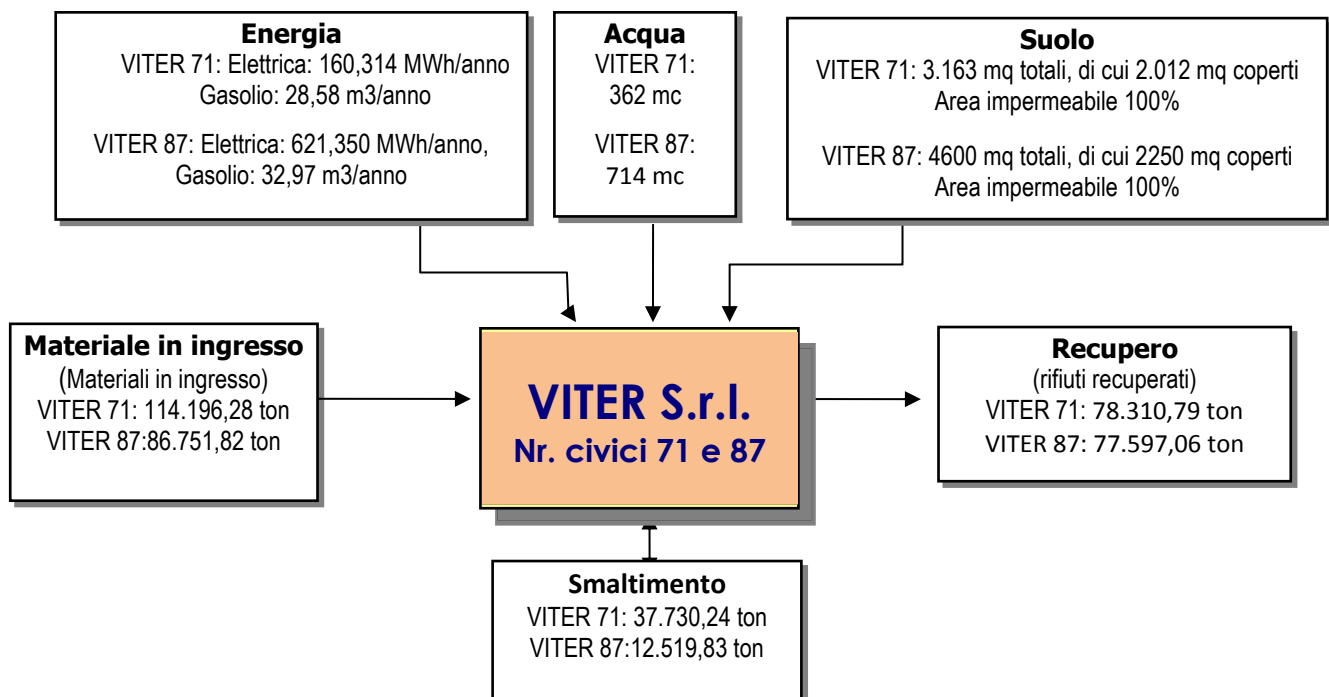 Energia
VITER 71: Elettrica: 160,314 MWh/anno
Gasolio: 28,58 m3/anno
VITER 87: Elettrica: 621,350 MWh/anno,
Gasolio: 32,97 m3/anno
Acqua
VITER 71:
362 mc
VITER 87:
714 mc
Suolo
VITER 71: 3.163 mq totali, di cui 2.012 mq coperti
Area impermeabile 100%
VITER 87: 4600 mq totali, di cui 2250 mq coperti
Area impermeabile 100%
Materiale in ingresso
(Materiali in ingresso)
VITER 71: 114.196,28 ton
VITER 87:86.751,82 ton
VITER S.r.l.
Nr. civici 71 e 87
Recupero
(rifiuti recuperati)
VITER 71: 78.310,79 ton
VITER 87: 77.597,06 ton
Smaltimento
VITER 71: 37.730,24 ton
VITER 87:12.519,83 ton